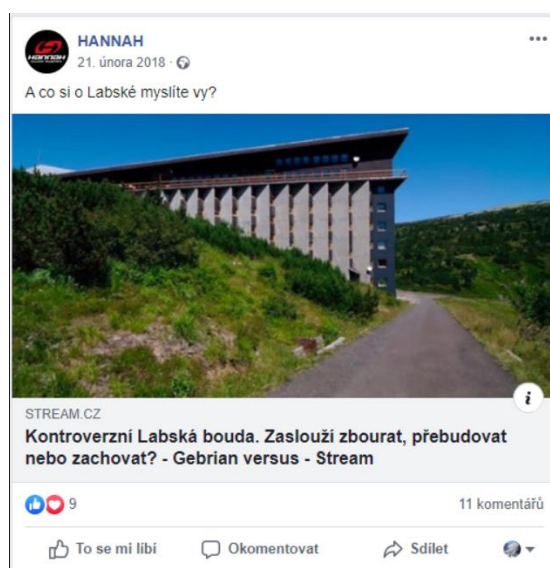 HANNAH
21. února 2018 ·
A co si o Labské myslíte vy?
STREAM.CZ
Kontroverzní Labská bouda. Zaslouží zbourat, přebudovat
nebo zachovat? - Gebrian versus - Stream
9
11 komentářů
To se mi líbí
Okomentovat
Sdílet